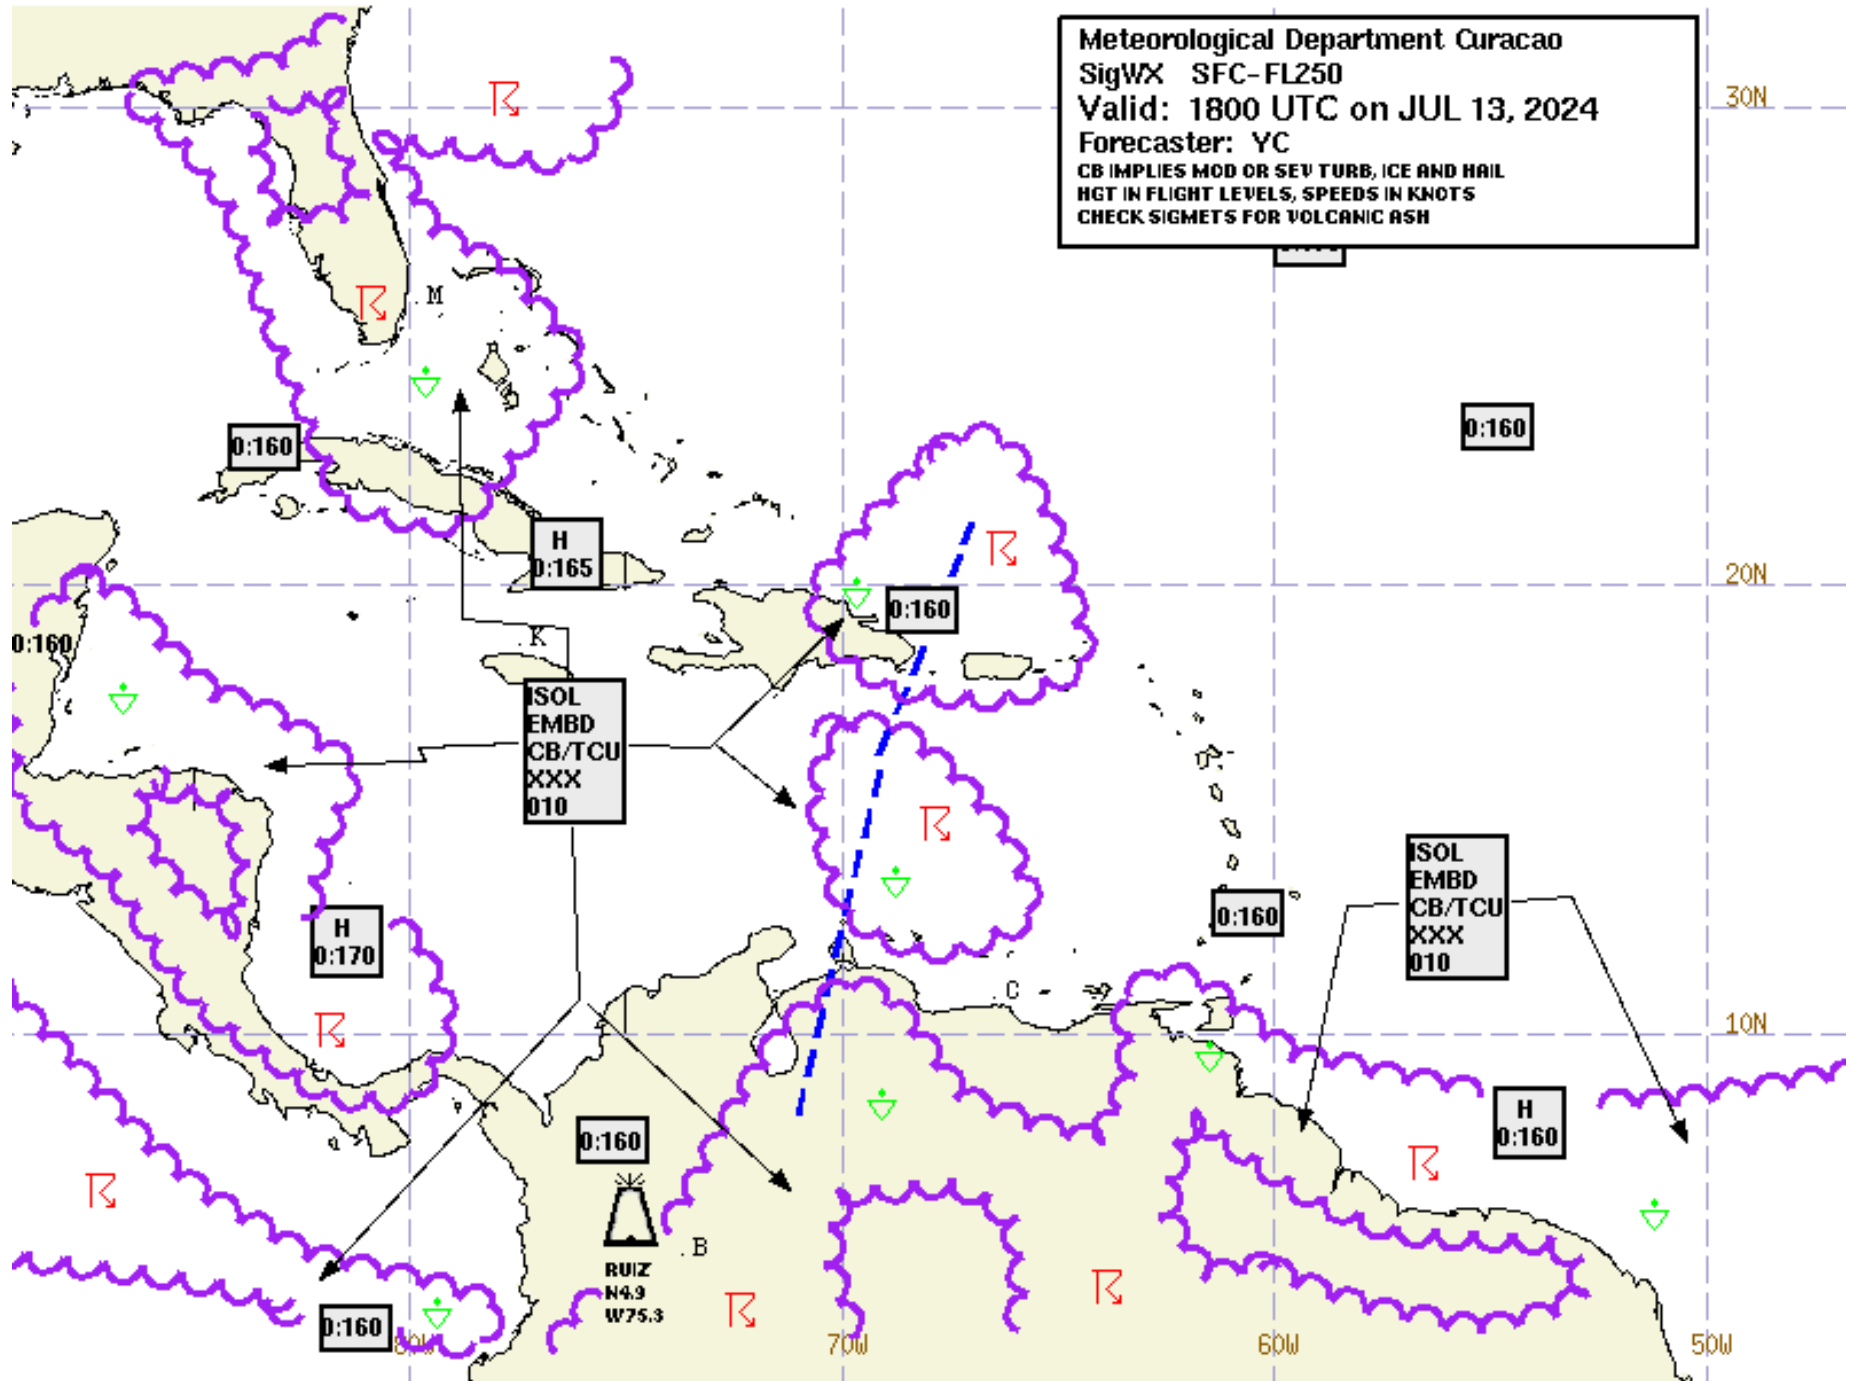 Meteorological Department Curacao
SigWX SFC-FL250
Valid: 1800 UTC on JUL 13, 2024
Forecaster: YC
CB IMPLIES MOD OR SEV TURB, ICE AND HAIL
HGT IN FLIGHT LEVELS, SPEEDS IN KNOTS
CHECK SIGMETS FOR VOLCANIC ASH
30N
.M
0:160
0:160
H
0:165
20N
0:160
0:160
.K
ISOL
EMBD
CB/TCU
XXX
010
ISOL
EMBD
CB/TCU
XXX
010
0:160
H
0:170
.C
10N
H
0:160
0:160
.B
RUIZ
N4.9
W75.3
0:160
80W
70W
60W
50W